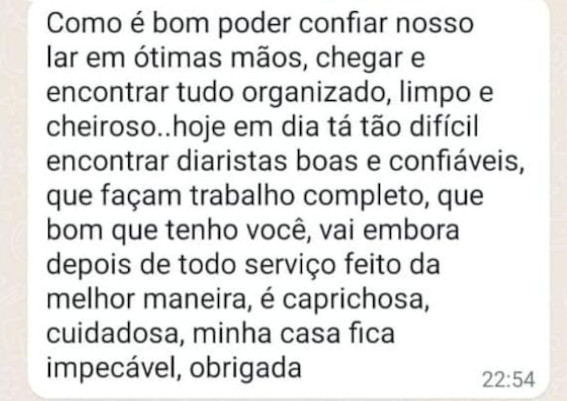 Como é bom poder confiar nosso
lar em ótimas mãos, chegar e
encontrar tudo organizado, limpo e
cheiroso..hoje em dia tá tão difícil
encontrar diaristas boas e confiáveis,
que façam trabalho completo, que
bom que tenho você, vai embora
depois de todo serviço feito da
melhor maneira, é caprichosa,
cuidadosa, minha casa fica
impecável, obrigada
22:54